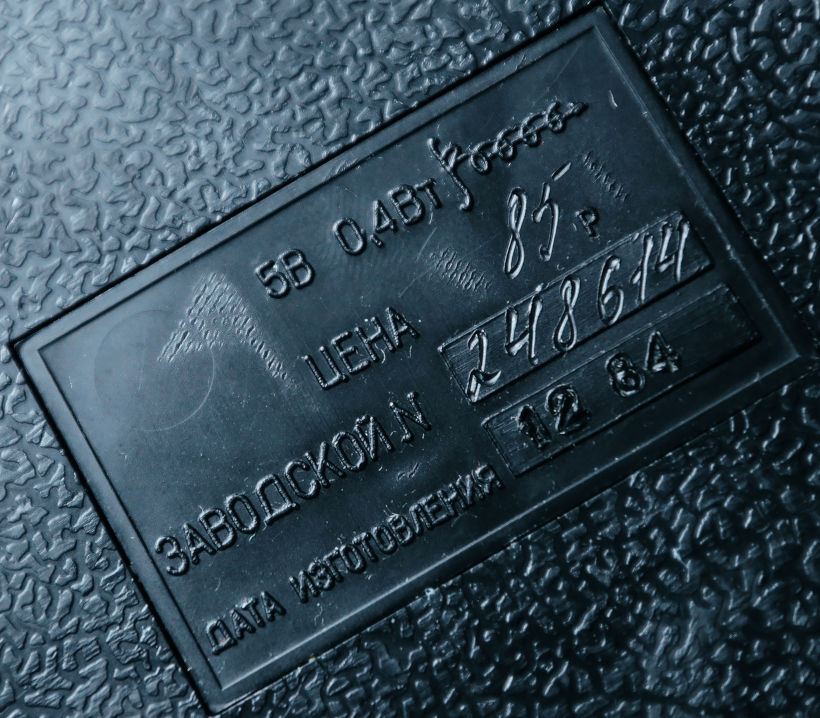 5В 0,4Вт
ЦЕНА 85 Р
ЗАВОДСКОЙ N 248614
ДАТА ИЗГОТОВЛЕНИЯ 12 84